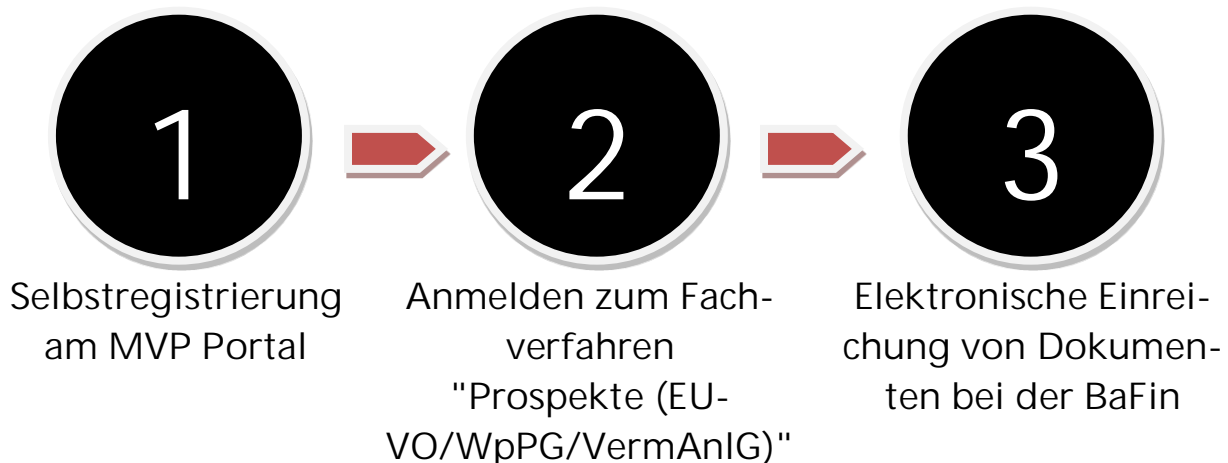 1
2
3
Selbstregistrierung
am MVP Portal
Anmelden zum Fach-
verfahren
"Prospekte (EU-
VO/WpPG/VermAnlG)"
Elektronische Einrei-
chung von Dokumen-
ten bei der BaFin